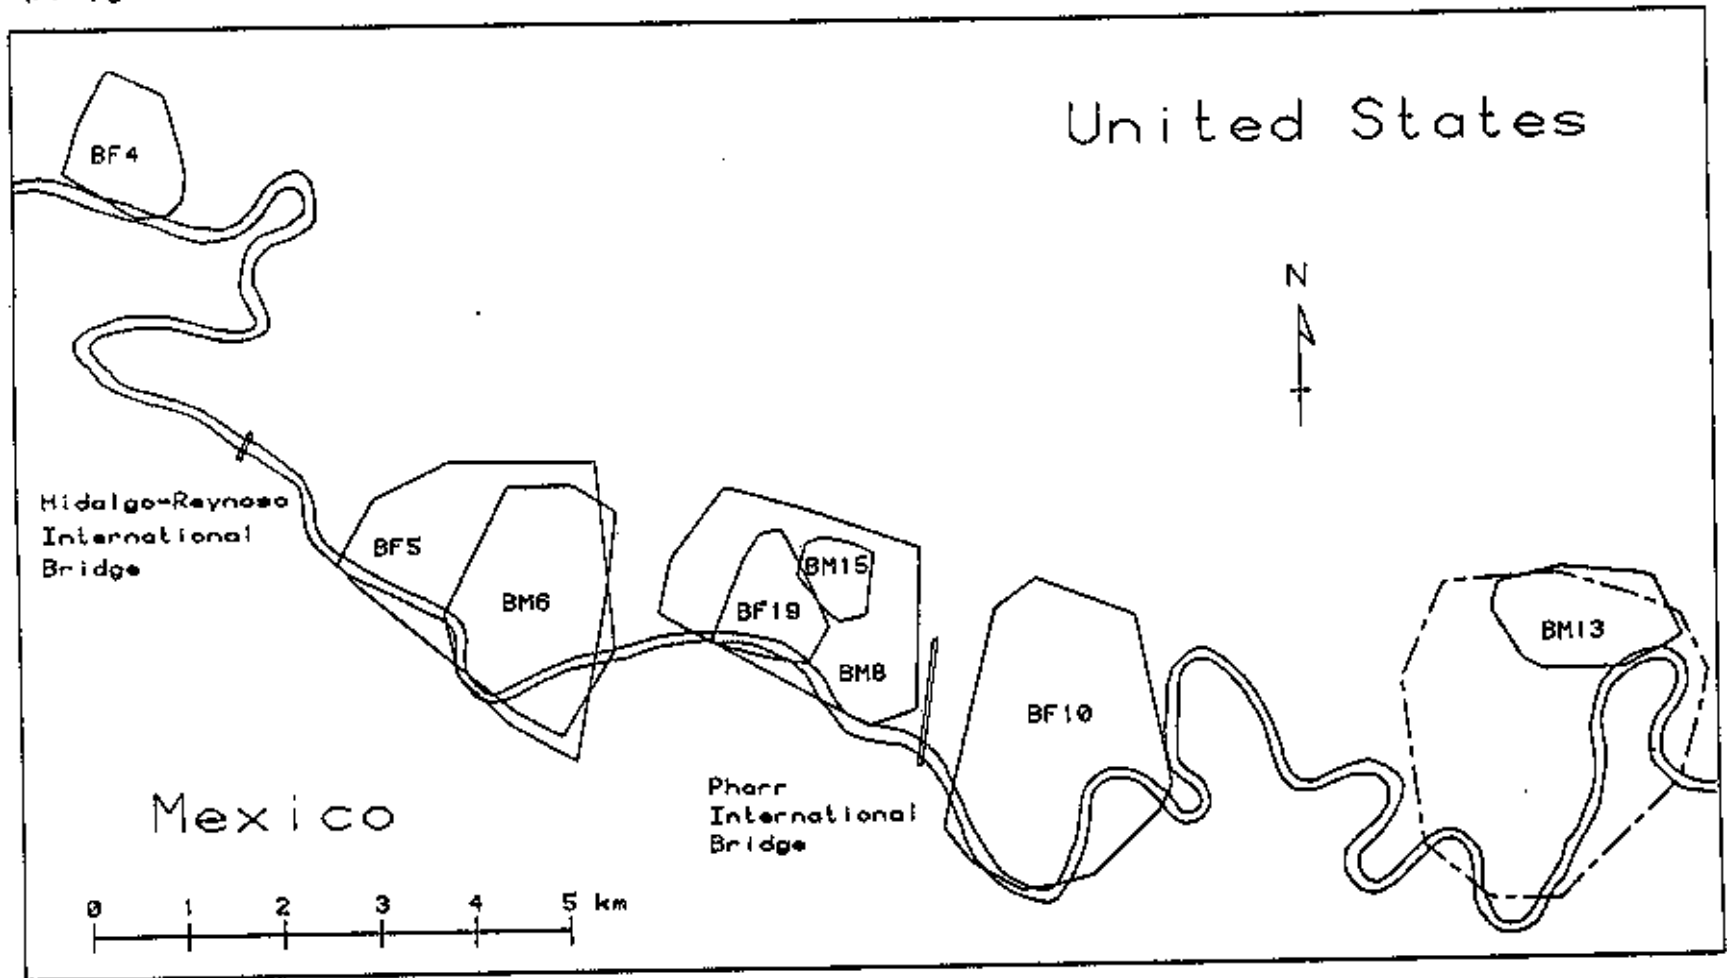 United States
BF4
N
Hidalgo-Reynosa
International
Bridge
BF5
BM6
BM15
BF19
BM8
BF10
BM13
Pharr
International
Bridge
Mexico
0 1 2 3 4 5 km